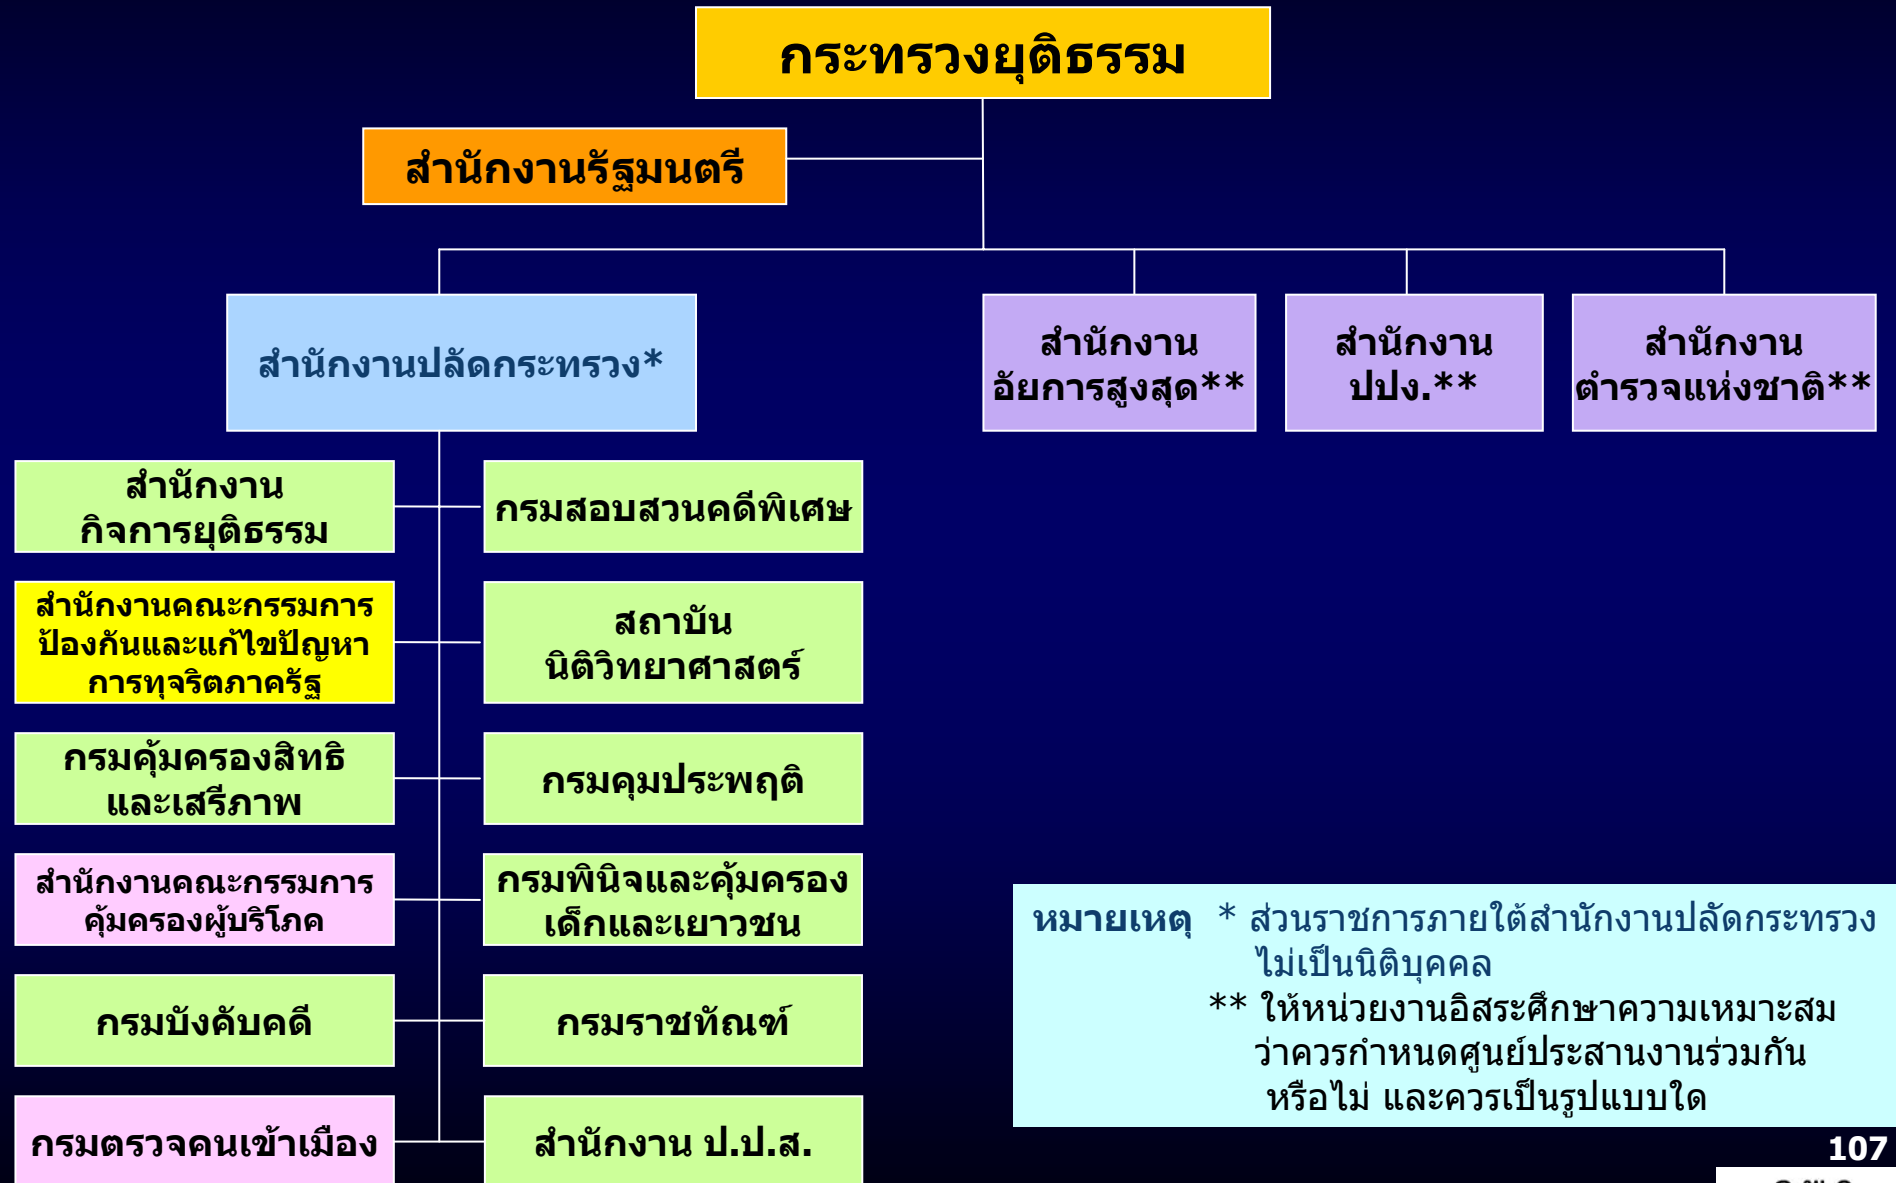 กระทรวงยุติธรรม
สำนักงานรัฐมนตรี
สำนักงานปลัดกระทรวง*
สำนักงาน
อัยการสูงสุด**
สำนักงาน
ปปง.**
สำนักงาน
ตำรวจแห่งชาติ**
สำนักงาน
กิจการยุติธรรม
กรมสอบสวนคดีพิเศษ
สำนักงานคณะกรรมการ
ป้องกันและแก้ไขปัญหา
การทุจริตภาครัฐ
สถาบัน
นิติวิทยาศาสตร์
กรมคุ้มครองสิทธิ
และเสรีภาพ
กรมคุมประพฤติ
สำนักงานคณะกรรมการ
คุ้มครองผู้บริโภค
กรมพินิจและคุ้มครอง
เด็กและเยาวชน
กรมบังคับคดี
กรมราชทัณฑ์
กรมตรวจคนเข้าเมือง
สำนักงาน ป.ป.ส.
หมายเหตุ * ส่วนราชการภายใต้สำนักงานปลัดกระทรวง
ไม่เป็นนิติบุคคล
** ให้หน่วยงานอิสระศึกษาความเหมาะสม
ว่าควรกำหนดศูนย์ประสานงานร่วมกัน
หรือไม่ และควรเป็นรูปแบบใด
107